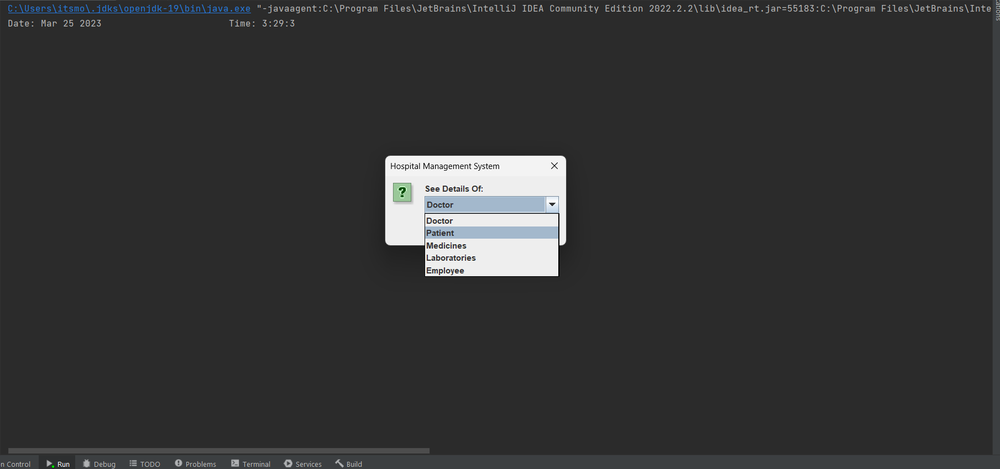 C:\Users\itsmo\.jdks\openjdk-19\bin\java.exe "-javaagent:C:\Program Files\JetBrains\IntelliJ IDEA Community Edition 2022.2.2\lib\idea_rt.jar=55183:C:\Program Files\JetBrains\Inte
Date: Mar 25 2023 Time: 3:29:3
Hospital Management System
?
See Details Of:
Doctor
Doctor
Patient
Medicines
Laboratories
Employee
n Control Run Debug TODO Problems Terminal Services Build